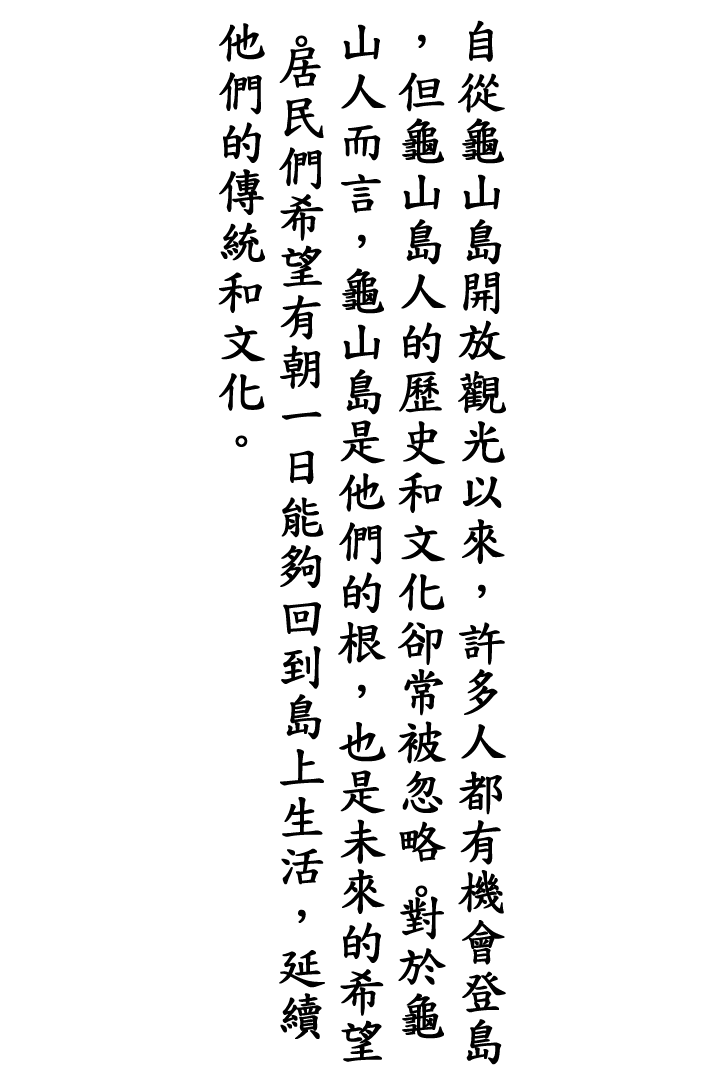 自從龜山島開放觀光以來，許多人都有機會登島
，但龜山島人的歷史和文化卻常被忽略。對於龜
山人而言，龜山島是他們的根，也是未來的希望
。居民們希望有朝一日能夠回到島上生活，延續
他們的傳統和文化。